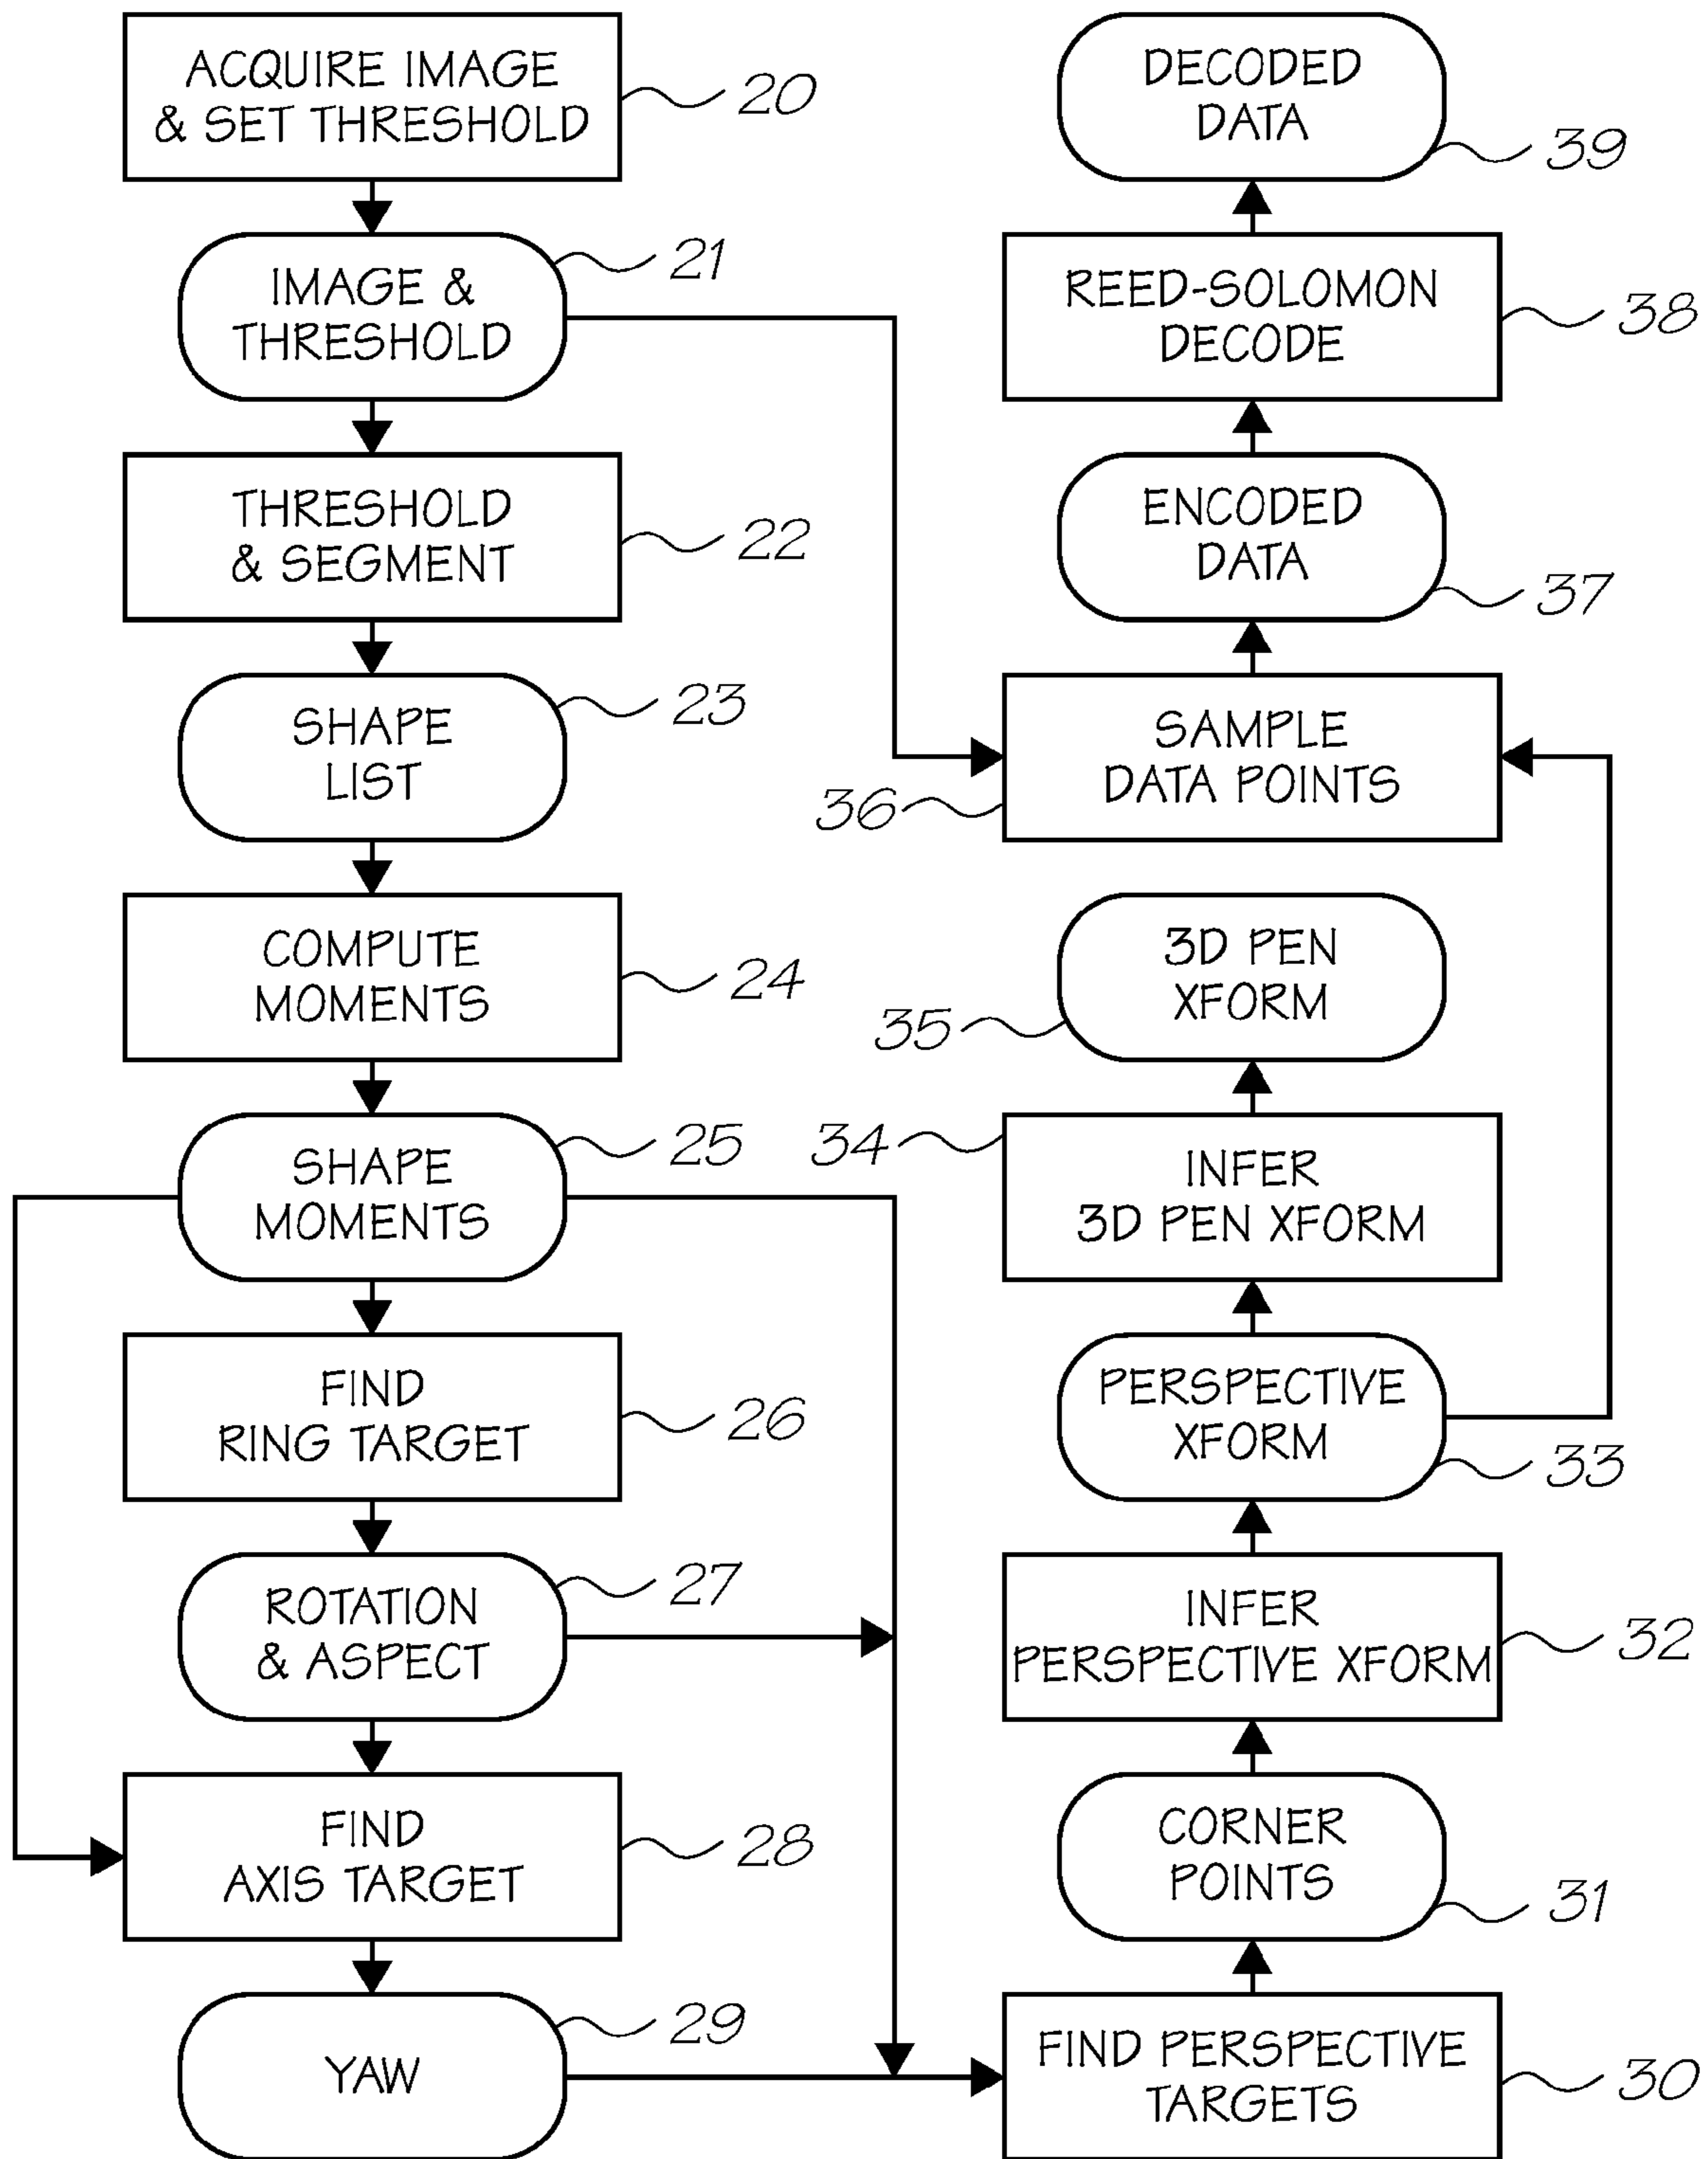 ACQUIRE IMAGE
& SET THRESHOLD
20
IMAGE &
THRESHOLD
21
THRESHOLD
& SEGMENT
22
SHAPE
LIST
23
COMPUTE
MOMENTS
24
SHAPE
MOMENTS
25
FIND
RING TARGET
26
ROTATION
& ASPECT
27
FIND
AXIS TARGET
28
YAW
29
DECODED
DATA
39
REED-SOLOMON
DECODE
38
ENCODED
DATA
37
SAMPLE
DATA POINTS
36
3D PEN
XFORM
35
INFER
3D PEN XFORM
34
PERSPECTIVE
XFORM
33
INFER
PERSPECTIVE XFORM
32
CORNER
POINTS
31
FIND PERSPECTIVE
TARGETS
30